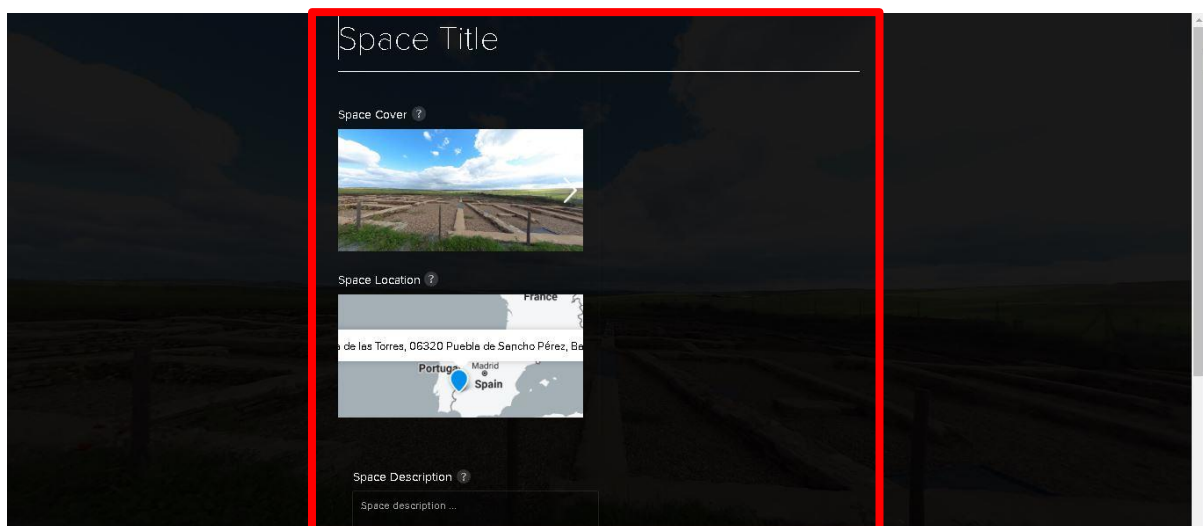 Space Title
Space Cover ?
Space Location ?
France
de las Torres, 06320 Puebla de Sancho Pérez, Ba
Madrid
Portuga
Spain
Space Description ?
Space description ...